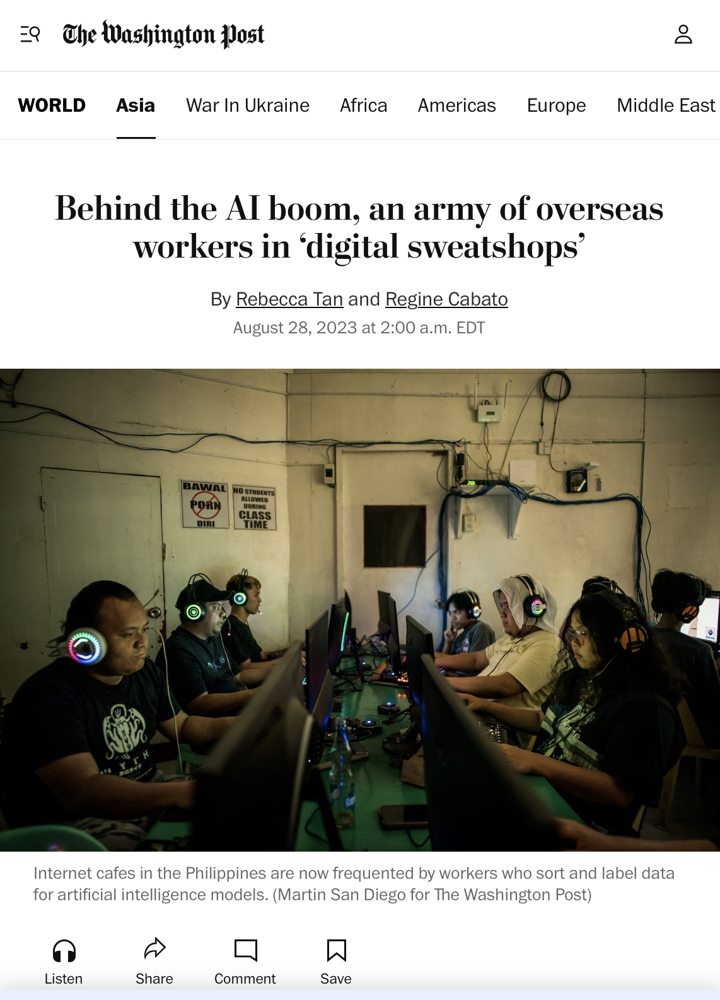 The Washington Post
WORLD Asia War In Ukraine Africa Americas Europe Middle East
Behind the AI boom, an army of overseas
workers in ‘digital sweatshops’
By Rebecca Tan and Regine Cabato
August 28, 2023 at 2:00 a.m. EDT
BAWAL
PORN
DIRI
NO STUDENTS
ALLOWED
DURING
CLASS
TiME
Internet cafes in the Philippines are now frequented by workers who sort and label data
for artificial intelligence models. (Martin San Diego for The Washington Post)
Listen Share Comment Save